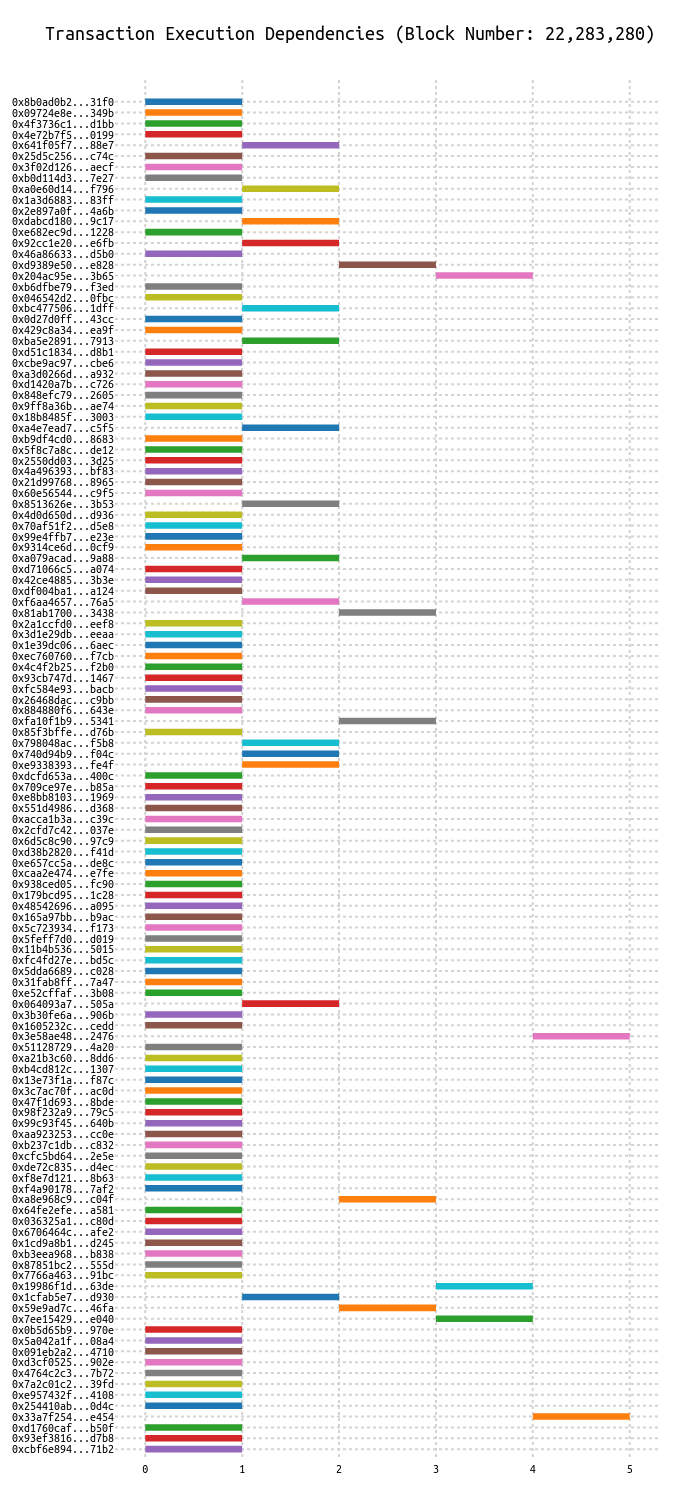 Transaction Execution Dependencies (Block Number: 22,283,280)
0x8b0ad0b2...31f0
0x09724e8e...349b
0x4f3736c1...d1bb
0x4e72b7f5...0199
0x641f05f7...88e7
0x25d5c256...c74c
0x3f02d126...aecf
0xb0d114d3...7e27
0xa0e60d14...f796
0x1a3d6883...83ff
0x2e897a0f...4a6b
0xdabcd180...9c17
0xe682ec9d...1228
0x92cc1e20...e6fb
0x46a86633...d5b0
0xd9389e50...e828
0x204ac95e...3b65
0xb6dfbe79...f3ed
0x046542d2...0fbc
0xbc477506...1dff
0x0d27d0ff...43cc
0x429c8a34...ea9f
0xba5e2891...7913
0xd51c1834...d8b1
0xcbe9ac97...cbe6
0xa3d0266d...a932
0xd1420a7b...c726
0x848efc79...2605
0x9ff8a36b...ae74
0x18b8485f...3003
0xa4e7ead7...c5f5
0xb9df4cd0...8683
0x5f8c7a8c...de12
0x2550dd03...3d25
0x4a496393...bf83
0x21d99768...8965
0x60e56544...c9f5
0x8513626e...3b53
0x4d0d650d...d936
0x70af51f2...d5e8
0x99e4ffb7...e23e
0x9314ce6d...0cf9
0xa079acad...9a88
0xd71066c5...a074
0x42ce4885...3b3e
0xdf004ba1...a124
0xf6aa4657...76a5
0x81ab1700...3438
0x2a1ccfd0...eef8
0x3d1e29db...eeaa
0x1e39dc06...6aec
0xec760760...f7cb
0x4c4f2b25...f2b0
0x93cb747d...1467
0xfc584e93...bacb
0x26468dac...c9bb
0x884880f6...643e
0xfa10f1b9...5341
0x85f3bffe...d76b
0x798048ac...f5b8
0x740d94b9...f04c
0xe9338393...fe4f
0xdcfd653a...400c
0x709ce97e...b85a
0xe8bb8103...1969
0x551d4986...d368
0xacca1b3a...c39c
0x2cfd7c42...037e
0x6d5c8c90...97c9
0xd38b2820...f41d
0xe657cc5a...de8c
0xcaa2e474...e7fe
0x938ced05...fc90
0x179bcd95...1c28
0x48542696...a095
0x165a97bb...b9ac
0x5c723934...f173
0x5feff7d0...d019
0x11b4b536...5015
0xfc4fd27e...bd5c
0x5dda6689...c028
0x31fab8ff...7a47
0xe52cffaf...3b08
0x064093a7...505a
0x3b30fe6a...906b
0x1605232c...cedd
0x3e58ae48...2476
0x51128729...4a20
0xa21b3c60...8dd6
0xb4cd812c...1307
0x13e73f1a...f87c
0x3c7ac70f...ac0d
0x47f1d693...8bde
0x98f232a9...79c5
0x99c93f45...640b
0xaa923253...cc0e
0xb237c1db...c832
0xcfc5bd64...2e5e
0xde72c835...d4ec
0xf8e7d121...8b63
0xf4a90178...7af2
0xa8e968c9...c04f
0x64fe2efe...a581
0x036325a1...c80d
0x6706464c...afe2
0x1cd9a8b1...d245
0xb3eea968...b838
0x87851bc2...555d
0x7766a463...91bc
0x19986f1d...63de
0x1cfab5e7...d930
0x59e9ad7c...46fa
0x7ee15429...e040
0x0b5d65b9...970e
0x5a042a1f...08a4
0x091eb2a2...4710
0xd3cf0525...902e
0x4764c2c3...7b72
0x7a2c01c2...39fd
0xe957432f...4108
0x254410ab...0d4c
0x33a7f254...e454
0xd1760caf...b50f
0x93ef3816...d7b8
0xcbf6e894...71b2
0 1 2 3 4 5